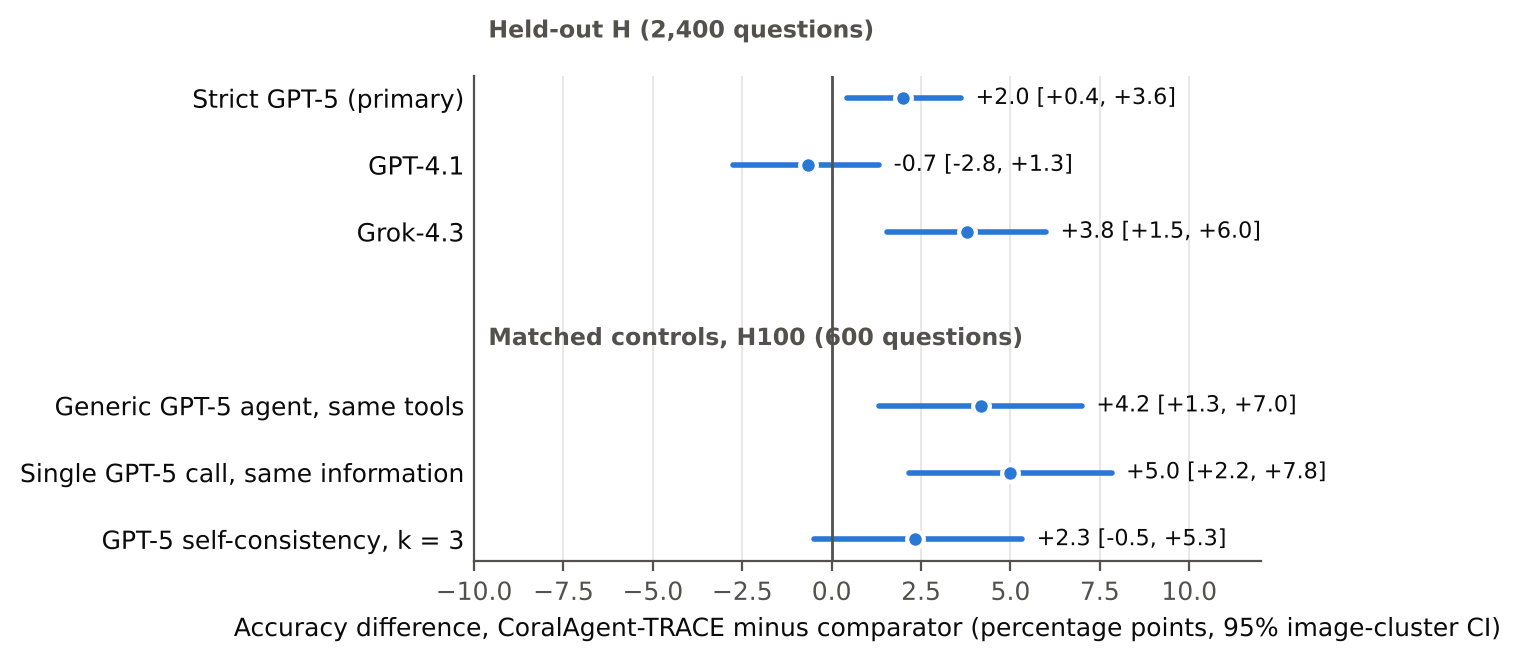 Held-out H (2,400 questions)
Strict GPT-5 (primary) +2.0 [+0.4, +3.6]
GPT-4.1 -0.7 [-2.8, +1.3]
Grok-4.3 +3.8 [+1.5, +6.0]
Matched controls, H100 (600 questions)
Generic GPT-5 agent, same tools +4.2 [+1.3, +7.0]
Single GPT-5 call, same information +5.0 [+2.2, +7.8]
GPT-5 self-consistency, k = 3 +2.3 [-0.5, +5.3]
−10.0 −7.5 −5.0 −2.5 0.0 2.5 5.0 7.5 10.0
Accuracy difference, CoralAgent-TRACE minus comparator (percentage points, 95% image-cluster CI)